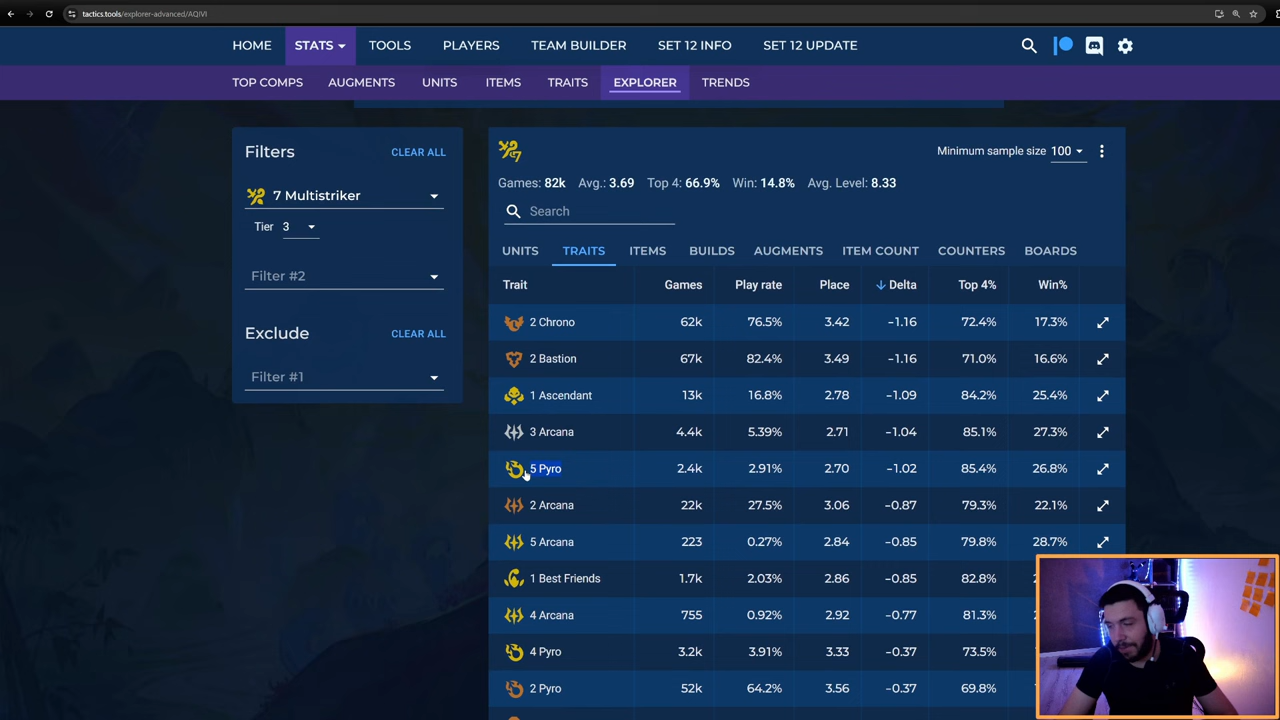 tactics.tools/explorer-advanced/AQIVI
HOME STATS TOOLS PLAYERS TEAM BUILDER SET 12 INFO SET 12 UPDATE
TOP COMPS AUGMENTS UNITS ITEMS TRAITS EXPLORER TRENDS
Filters CLEAR ALL
7 Multistriker
Tier 3
Filter #2
Exclude CLEAR ALL
Filter #1
7
Minimum sample size 100
Games: 82k Avg.: 3.69 Top 4: 66.9% Win: 14.8% Avg. Level: 8.33
Search
UNITS TRAITS ITEMS BUILDS AUGMENTS ITEM COUNT COUNTERS BOARDS
Trait Games Play rate Place Delta Top 4% Win%
2 Chrono 62k 76.5% 3.42 −1.16 72.4% 17.3%
2 Bastion 67k 82.4% 3.49 −1.16 71.0% 16.6%
1 Ascendant 13k 16.8% 2.78 −1.09 84.2% 25.4%
3 Arcana 4.4k 5.39% 2.71 −1.04 85.1% 27.3%
5 Pyro 2.4k 2.91% 2.70 −1.02 85.4% 26.8%
2 Arcana 22k 27.5% 3.06 −0.87 79.3% 22.1%
5 Arcana 223 0.27% 2.84 −0.85 79.8% 28.7%
1 Best Friends 1.7k 2.03% 2.86 −0.85 82.8%
4 Arcana 755 0.92% 2.92 −0.77 81.3%
4 Pyro 3.2k 3.91% 3.33 −0.37 73.5%
2 Pyro 52k 64.2% 3.56 −0.37 69.8%